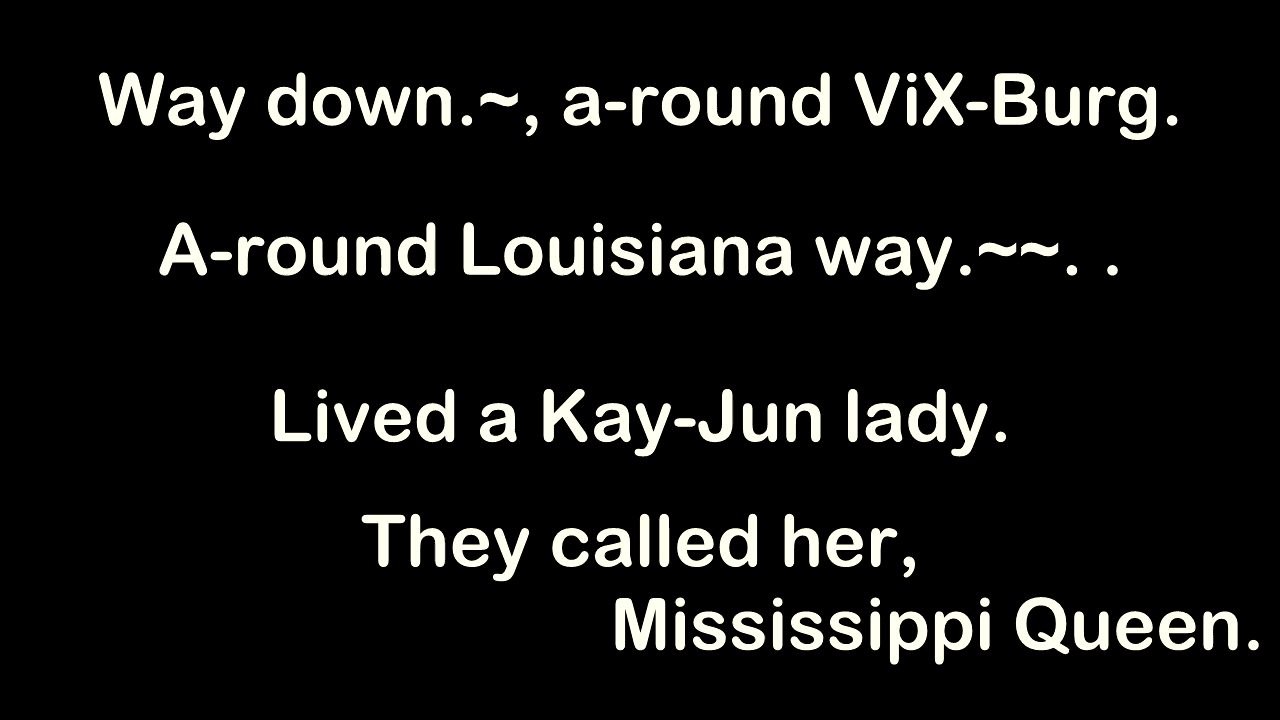 Way down.~, a-round ViX-Burg.
A-round Louisiana way.~~. .
Lived a Kay-Jun lady.
They called her,
Mississippi Queen.